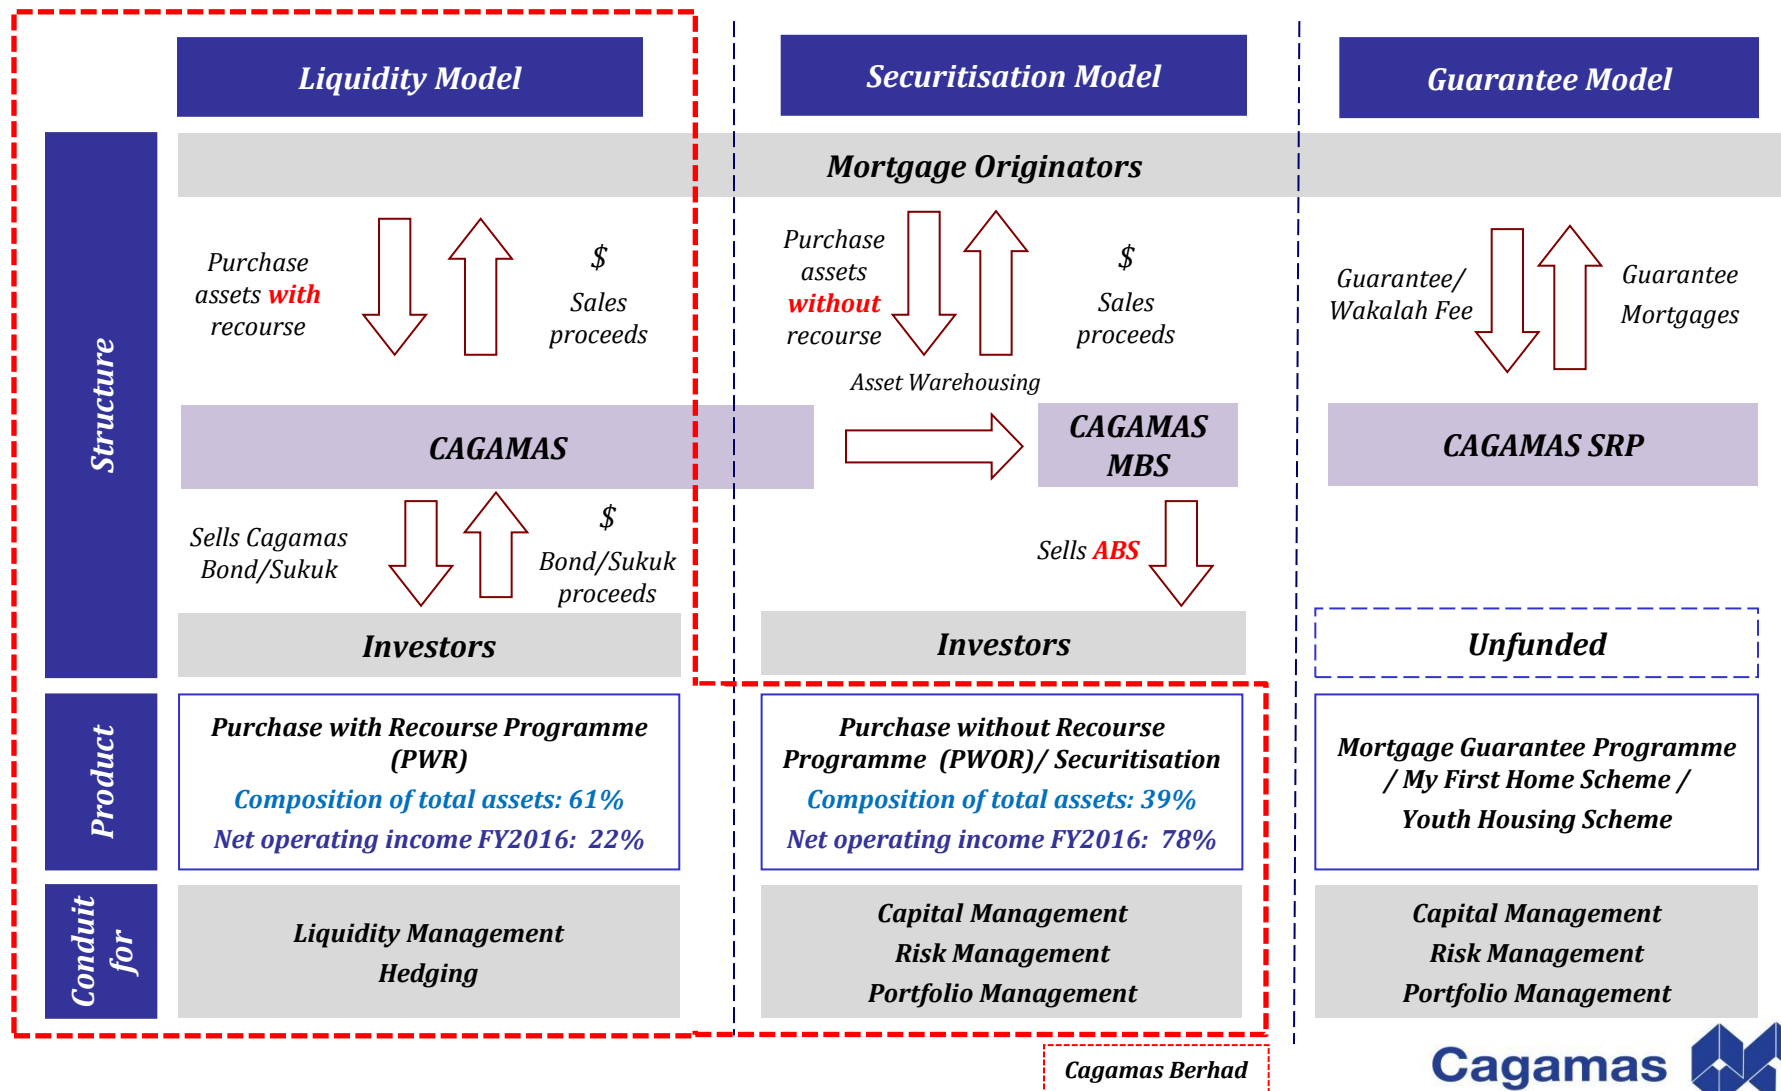 Liquidity Model
Securitisation Model
Guarantee Model
Structure
Mortgage Originators
Purchase
assets with
recourse
$
Sales
proceeds
Purchase
assets
without
recourse
$
Sales
proceeds
Guarantee/
Wakalah Fee
Guarantee
Mortgages
Asset Warehousing
CAGAMAS
CAGAMAS
MBS
CAGAMAS SRP
Sells Cagamas
Bond/Sukuk
$
Bond/Sukuk
proceeds
Sells ABS
Investors
Investors
Unfunded
Product
Purchase with Recourse Programme
(PWR)
Composition of total assets: 61%
Net operating income FY2016: 22%
Purchase without Recourse
Programme (PWOR)/ Securitisation
Composition of total assets: 39%
Net operating income FY2016: 78%
Mortgage Guarantee Programme
/ My First Home Scheme /
Youth Housing Scheme
Conduit
for
Liquidity Management
Hedging
Capital Management
Risk Management
Portfolio Management
Capital Management
Risk Management
Portfolio Management
Cagamas Berhad
Cagamas